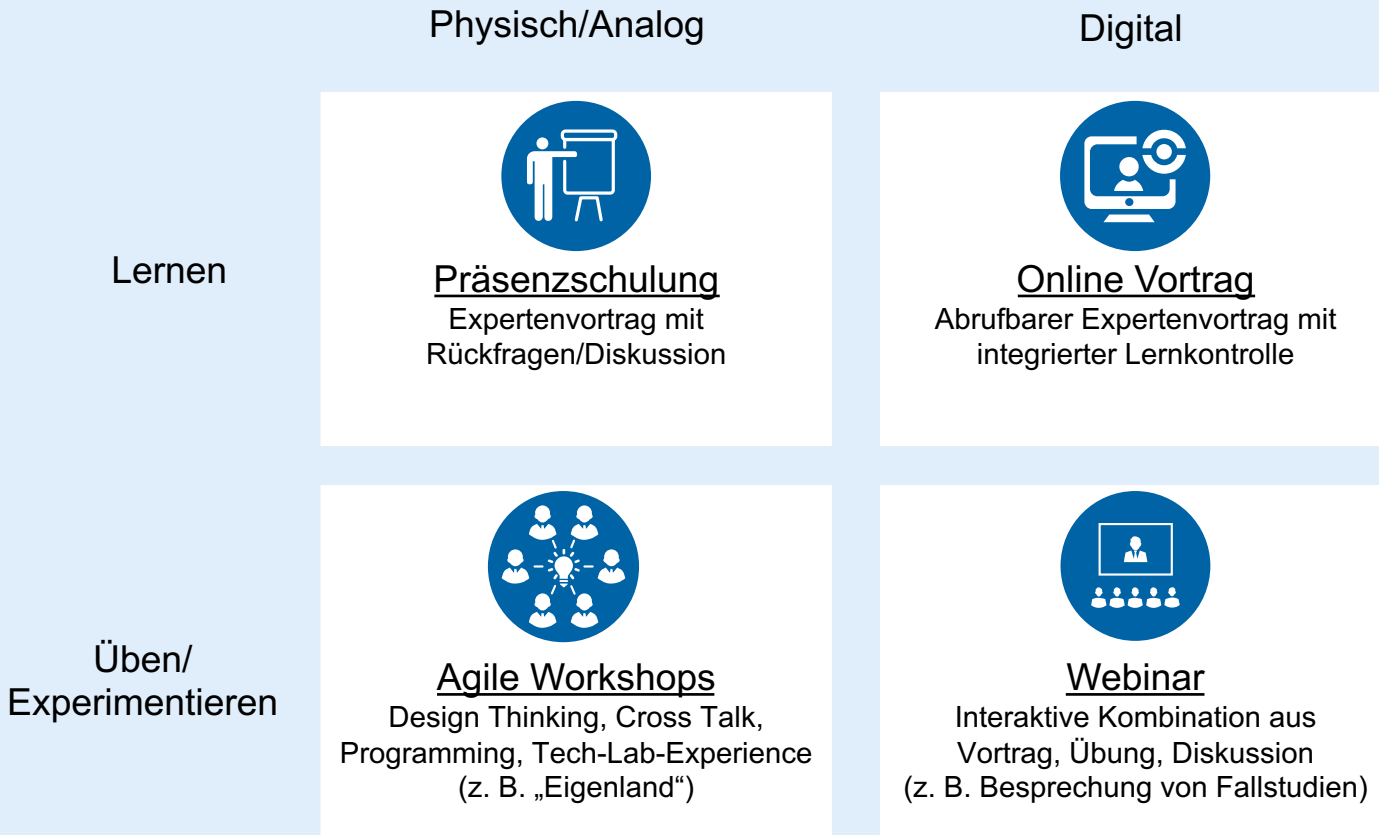 Physisch/Analog
Digital
Lernen
Präsenzschulung
Expertenvortrag mit
Rückfragen/Diskussion
Online Vortrag
Abrufbarer Expertenvortrag mit
integrierter Lernkontrolle
Üben/
Experimentieren
Agile Workshops
Design Thinking, Cross Talk,
Programming, Tech-Lab-Experience
(z. B. „Eigenland“)
Webinar
Interaktive Kombination aus
Vortrag, Übung, Diskussion
(z. B. Besprechung von Fallstudien)